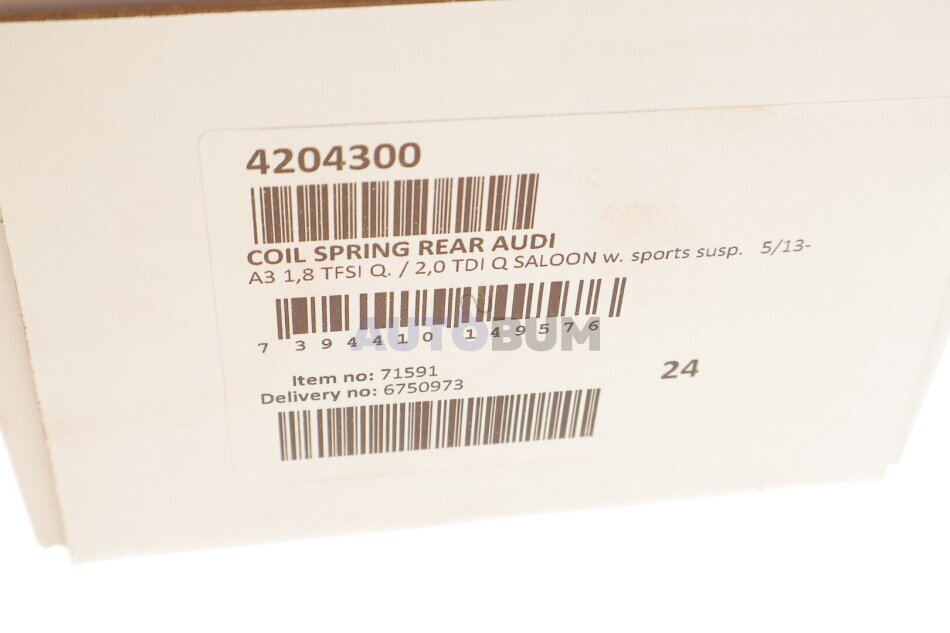 4204300
COIL SPRING REAR AUDI
A3 1,8 TFSI Q. / 2,0 TDI Q SALOON w. sports susp. 5/13-
7 394410 149576
AUTOBUM
Item no: 71591
24
Delivery no: 6750973